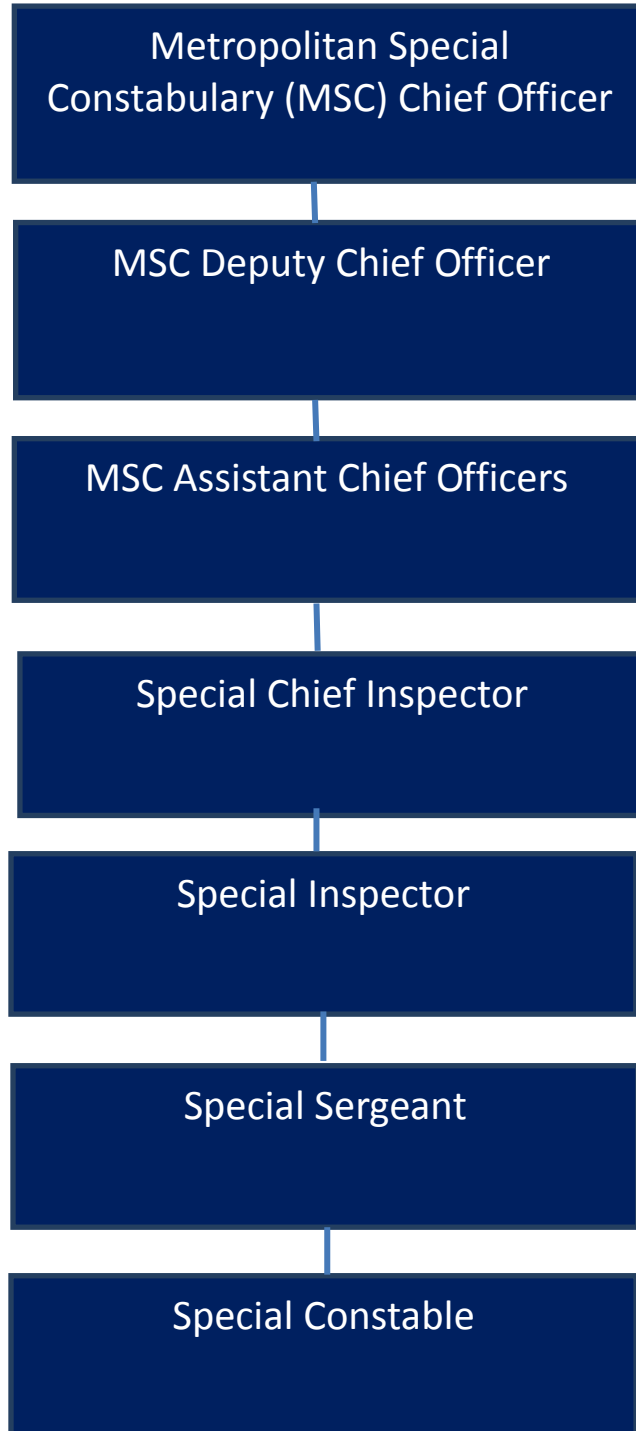 Metropolitan Special
Constabulary (MSC) Chief Officer
MSC Deputy Chief Officer
MSC Assistant Chief Officers
Special Chief Inspector
Special Inspector
Special Sergeant
Special Constable